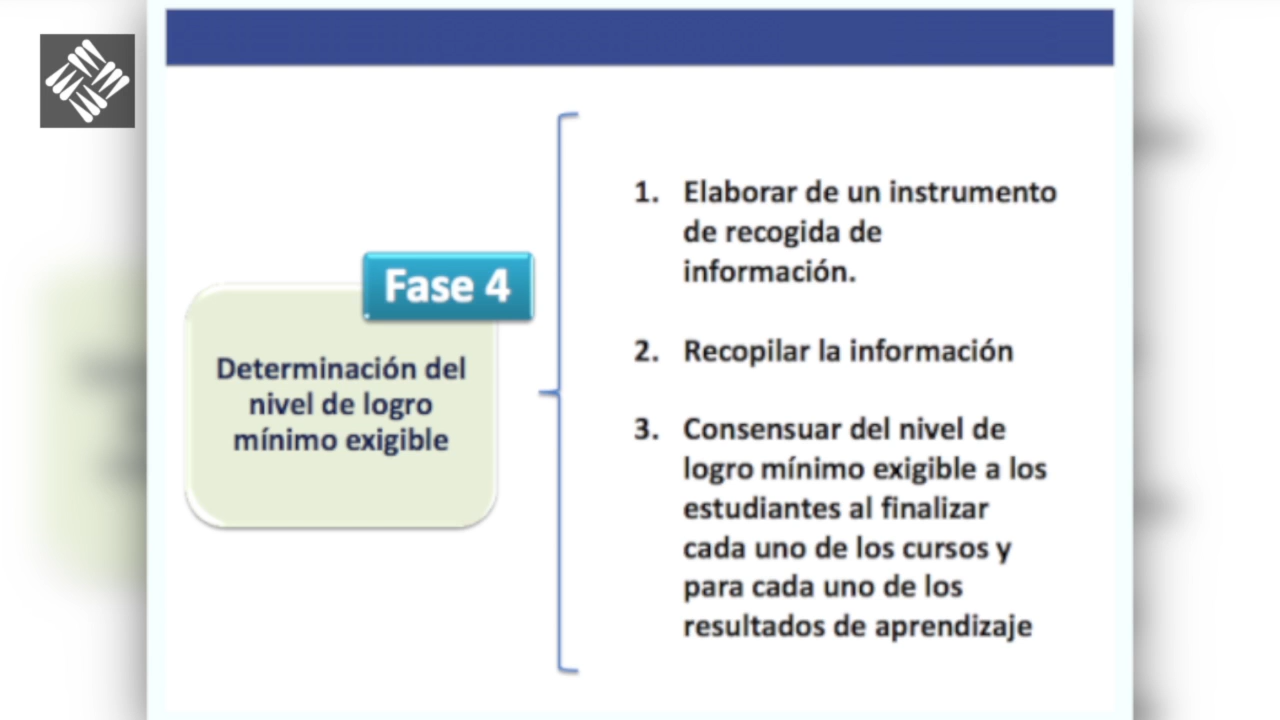 Fase 4
Determinación del
nivel de logro
mínimo exigible
1. Elaborar de un instrumento
de recogida de
información.
2. Recopilar la información
3. Consensuar del nivel de
logro mínimo exigible a los
estudiantes al finalizar
cada uno de los cursos y
para cada uno de los
resultados de aprendizaje